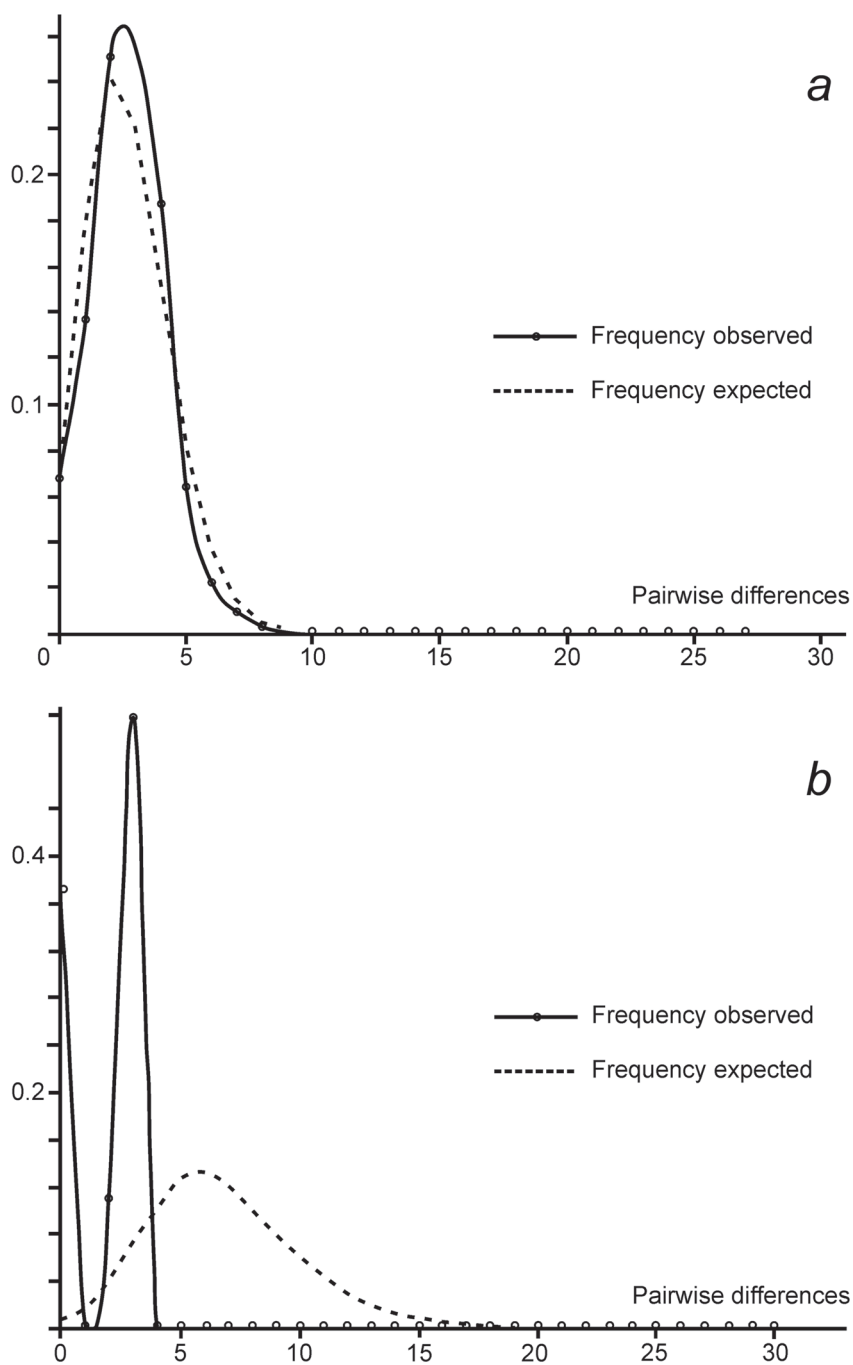 a
0.2
Frequency observed
0.1
Frequency expected
Pairwise differences
0 5 10 15 20 25 30
b
0.4
Frequency observed
0.2
Frequency expected
Pairwise differences
0 5 10 15 20 25 30